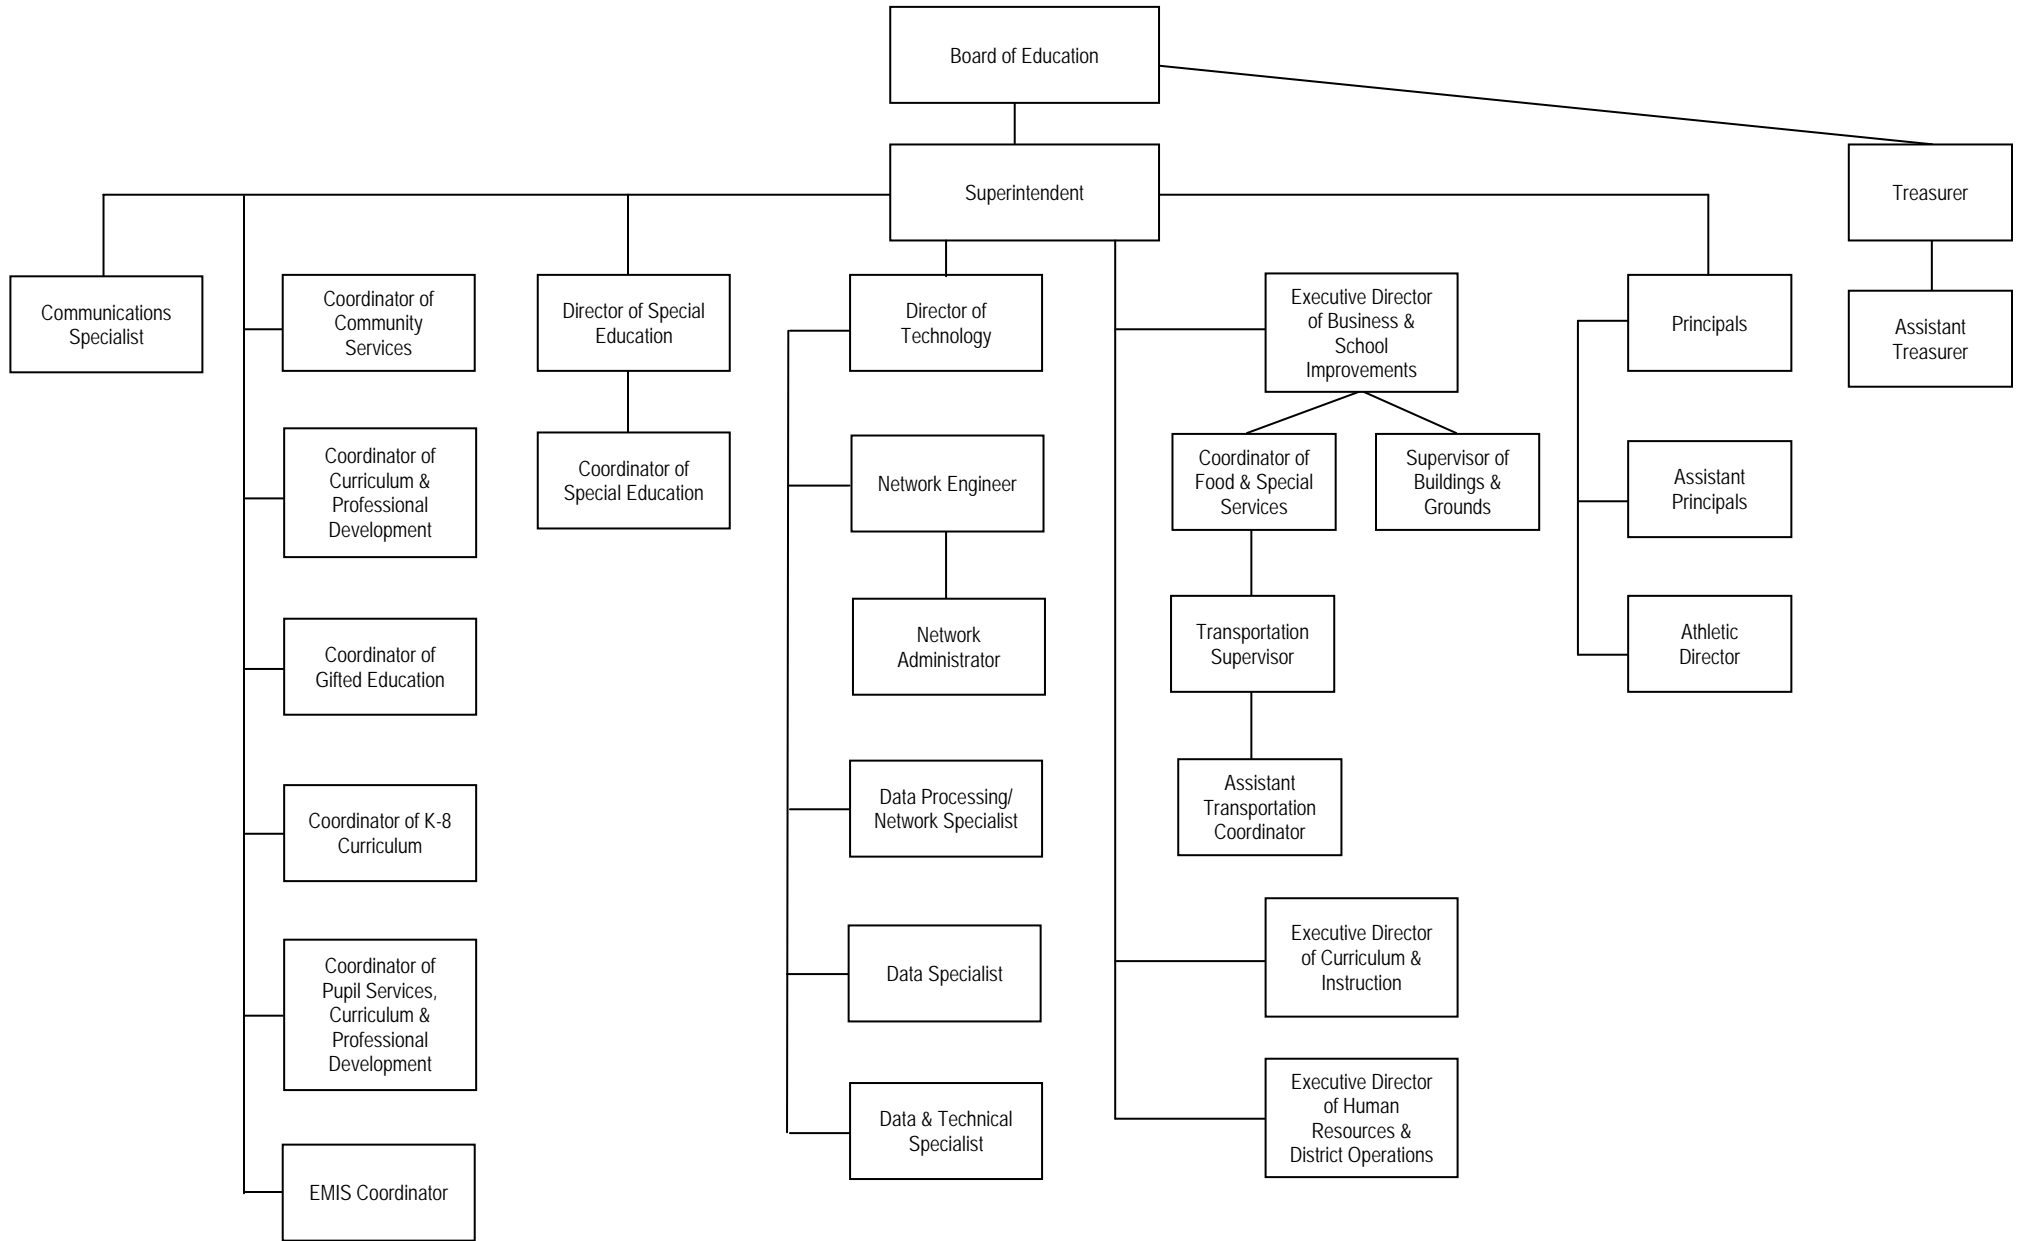 Board of Education
Superintendent
Treasurer
Communications
Specialist
Coordinator of
Community
Services
Director of Special
Education
Director of
Technology
Executive Director
of Business &
School
Improvements
Principals
Assistant
Treasurer
Coordinator of
Curriculum &
Professional
Development
Coordinator of
Special Education
Network Engineer
Coordinator of
Food & Special
Services
Supervisor of
Buildings &
Grounds
Assistant
Principals
Coordinator of
Gifted Education
Network
Administrator
Transportation
Supervisor
Athletic
Director
Coordinator of K-8
Curriculum
Data Processing/
Network Specialist
Assistant
Transportation
Coordinator
Coordinator of
Pupil Services,
Curriculum &
Professional
Development
Data Specialist
Executive Director
of Curriculum &
Instruction
EMIS Coordinator
Data & Technical
Specialist
Executive Director
of Human
Resources &
District Operations